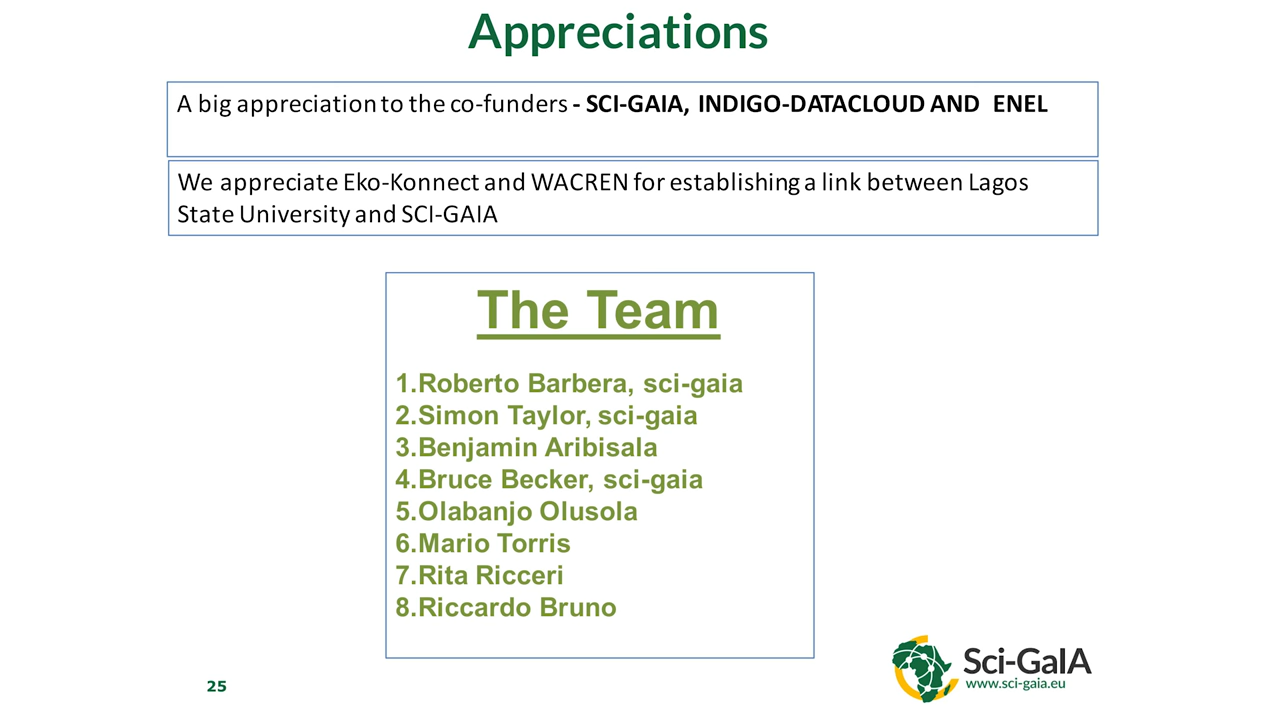 Appreciations
A big appreciation to the co-funders - SCI-GAIA, INDIGO-DATACLOUD AND ENEL
We appreciate Eko-Konnect and WACREN for establishing a link between Lagos
State University and SCI-GAIA
The Team
1.Roberto Barbera, sci-gaia
2.Simon Taylor, sci-gaia
3.Benjamin Aribisala
4.Bruce Becker, sci-gaia
5.Olabanjo Olusola
6.Mario Torris
7.Rita Ricceri
8.Riccardo Bruno
Sci-GaIA
www.sci-gaia.eu
25